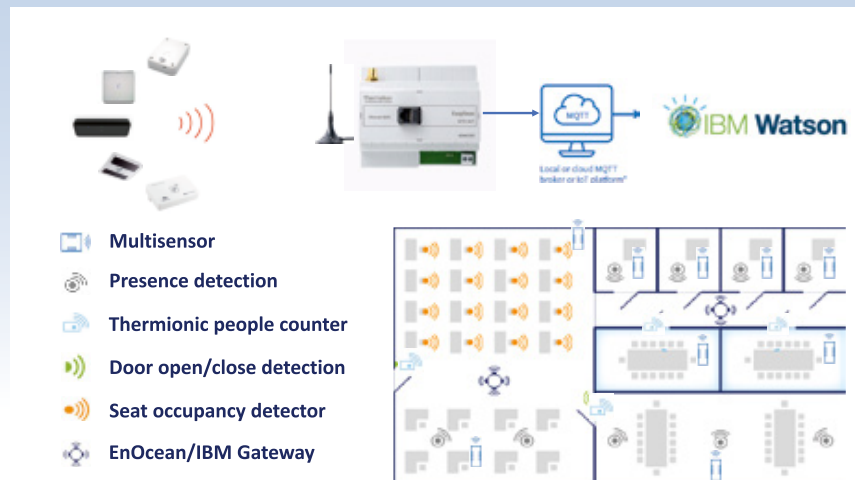 MQTT
Local or cloud MQTT
broker or IoT platform*
IBM Watson
Multisensor
Presence detection
Thermionic people counter
Door open/close detection
Seat occupancy detector
EnOcean/IBM Gateway